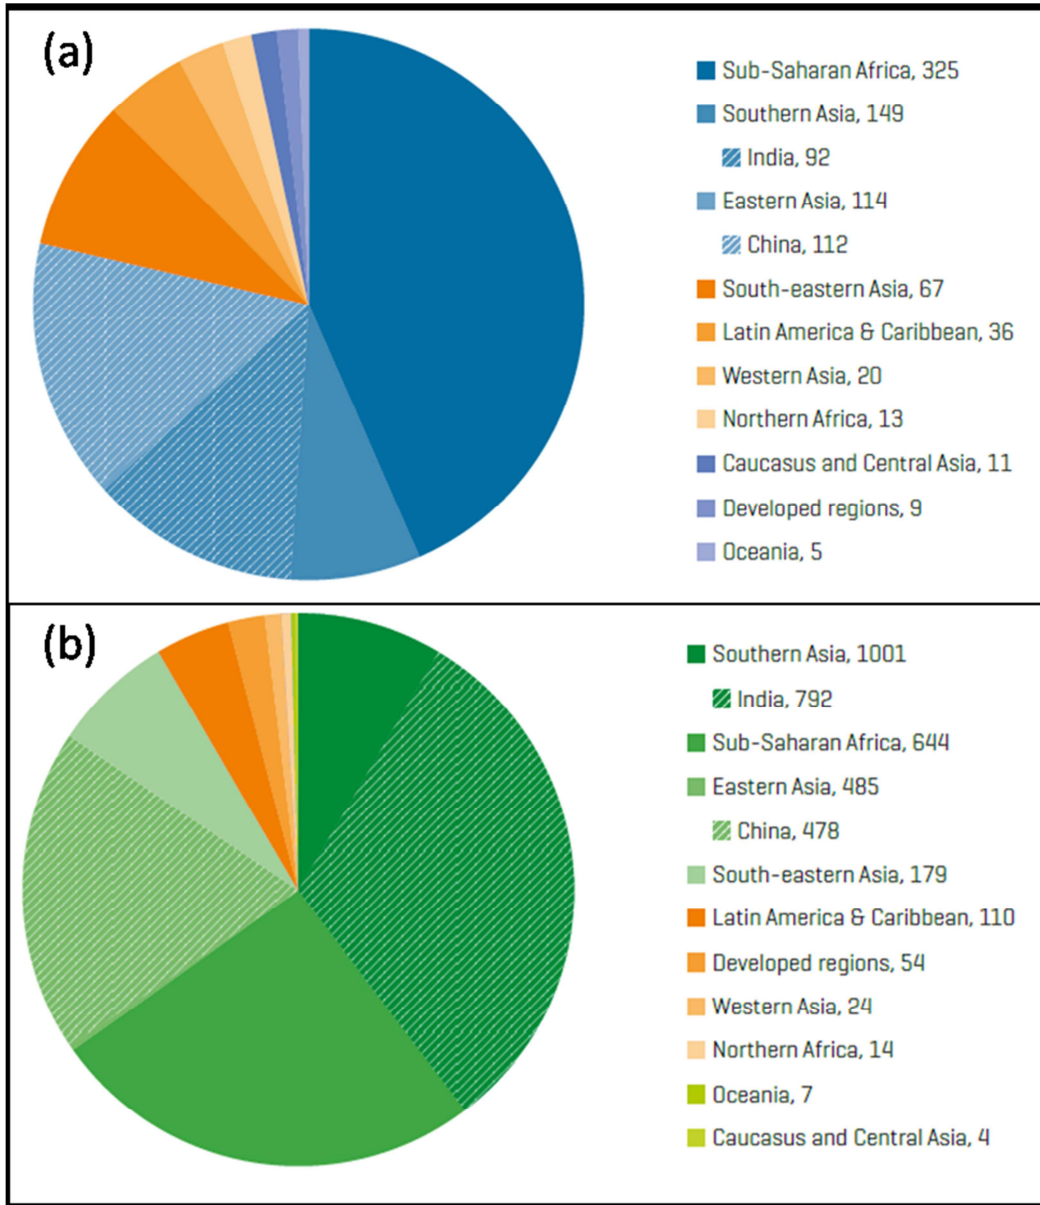 (a)
Sub-Saharan Africa, 325
Southern Asia, 149
India, 92
Eastern Asia, 114
China, 112
South-eastern Asia, 67
Latin America & Caribbean, 36
Western Asia, 20
Northern Africa, 13
Caucasus and Central Asia, 11
Developed regions, 9
Oceania, 5
(b)
Southern Asia, 1001
India, 792
Sub-Saharan Africa, 644
Eastern Asia, 485
China, 478
South-eastern Asia, 179
Latin America & Caribbean, 110
Developed regions, 54
Western Asia, 24
Northern Africa, 14
Oceania, 7
Caucasus and Central Asia, 4